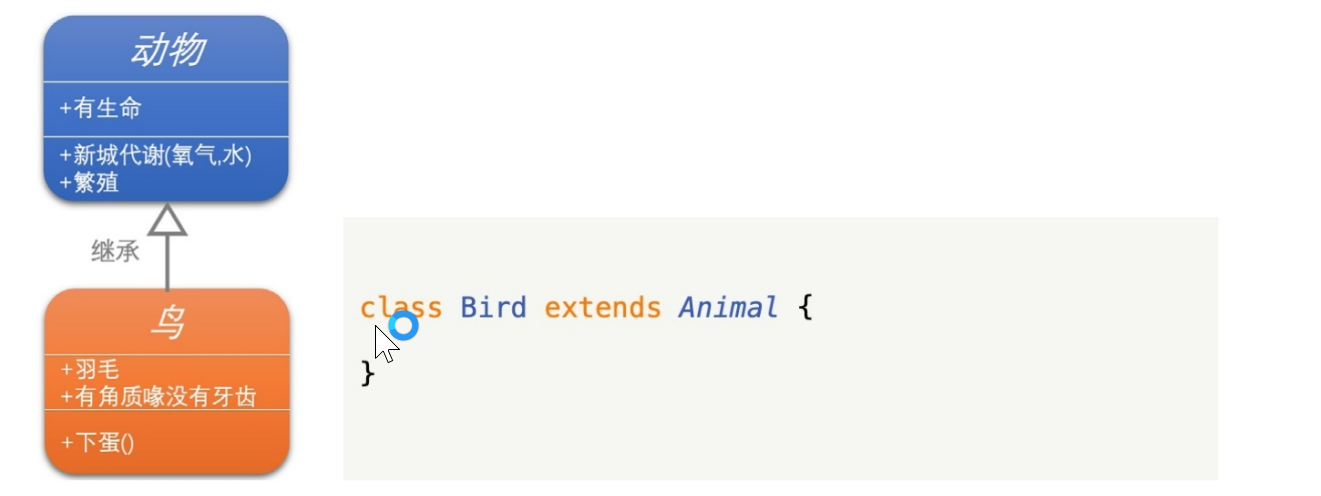 动物
+有生命
+新城代谢(氧气,水)
+繁殖
继承
鸟
+羽毛
+有角质喙没有牙齿
+下蛋()
class Bird extends Animal {
}